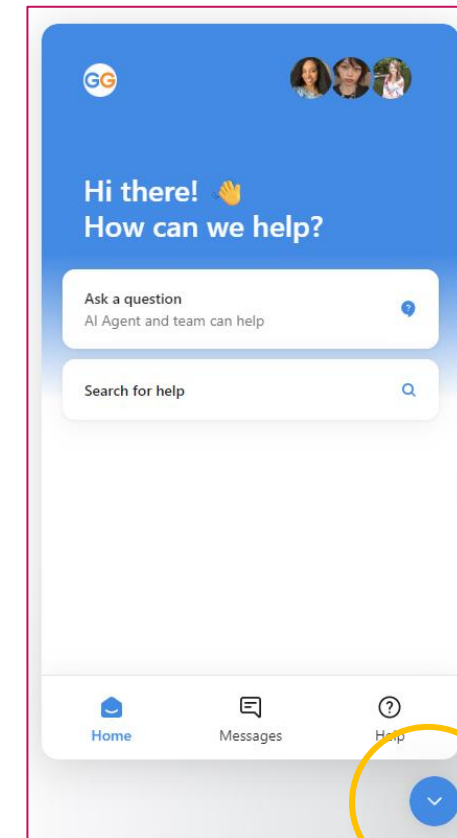 GG
Hi there! 👋
How can we help?
Ask a question
AI Agent and team can help
Search for help
Home
Messages
Help